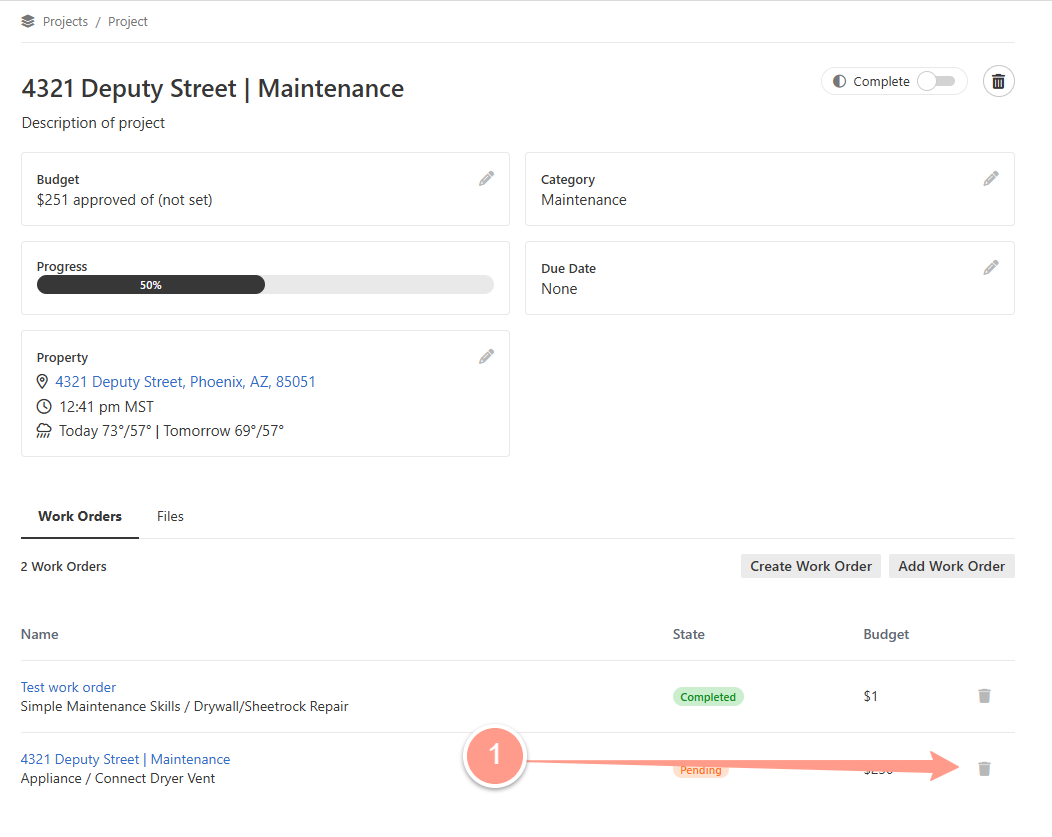 Projects / Project
4321 Deputy Street | Maintenance
Complete
Description of project
Budget
$251 approved of (not set)
Category
Maintenance
Progress
50%
Due Date
None
Property
4321 Deputy Street, Phoenix, AZ, 85051
12:41 pm MST
Today 73°/57° | Tomorrow 69°/57°
Work Orders Files
2 Work Orders
Create Work Order Add Work Order
Name State Budget
Test work order
Simple Maintenance Skills / Drywall/Sheetrock Repair
Completed
$1
4321 Deputy Street | Maintenance
Appliance / Connect Dryer Vent
1
Pending